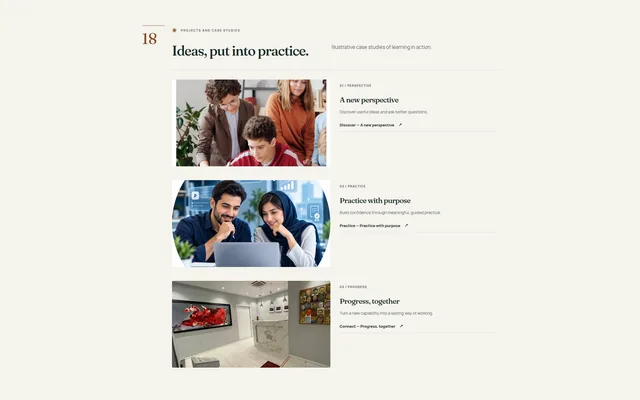 18
PROJECTS AND CASE STUDIES
Ideas, put into practice.
Illustrative case studies of learning in action.
01 / PERSPECTIVE
A new perspective
Discover useful ideas and ask better questions.
Discover — A new perspective ↗
02 / PRACTICE
Practice with purpose
Build confidence through meaningful, guided practice.
Practice — Practice with purpose ↗
03 / PROGRESS
Progress, together
Turn a new capability into a lasting way of working.
Connect — Progress, together ↗